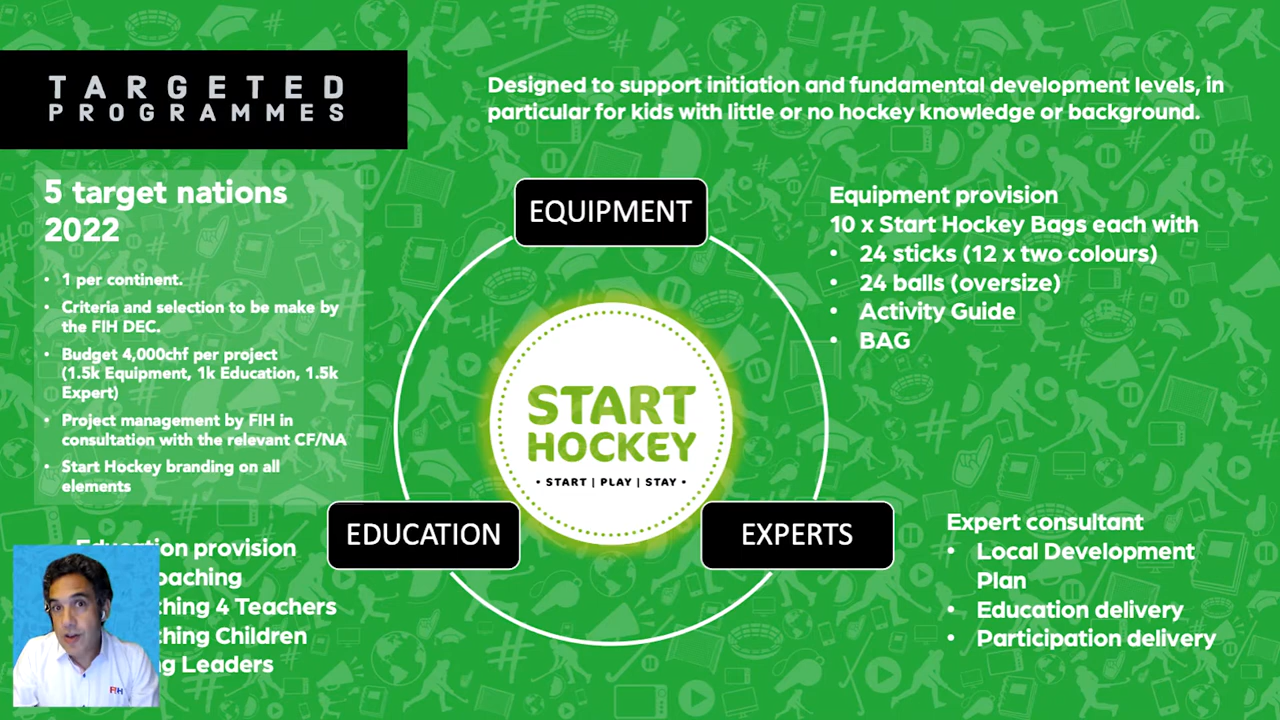 TARGETED
PROGRAMMES
Designed to support initiation and fundamental development levels, in
particular for kids with little or no hockey knowledge or background.
5 target nations
2022
• 1 per continent.
• Criteria and selection to be make by
the FIH DEC.
• Budget 4,000chf per project
(1.5k Equipment, 1k Education, 1.5k
Expert)
• Project management by FIH in
consultation with the relevant CF/NA
• Start Hockey branding on all
elements
EQUIPMENT
Equipment provision
10 x Start Hockey Bags each with
• 24 sticks (12 x two colours)
• 24 balls (oversize)
• Activity Guide
• BAG
START
HOCKEY
• START | PLAY | STAY •
EDUCATION
EXPERTS
provision
4 Teachers
Children
Leaders
FIH
Expert consultant
• Local Development
Plan
• Education delivery
• Participation delivery